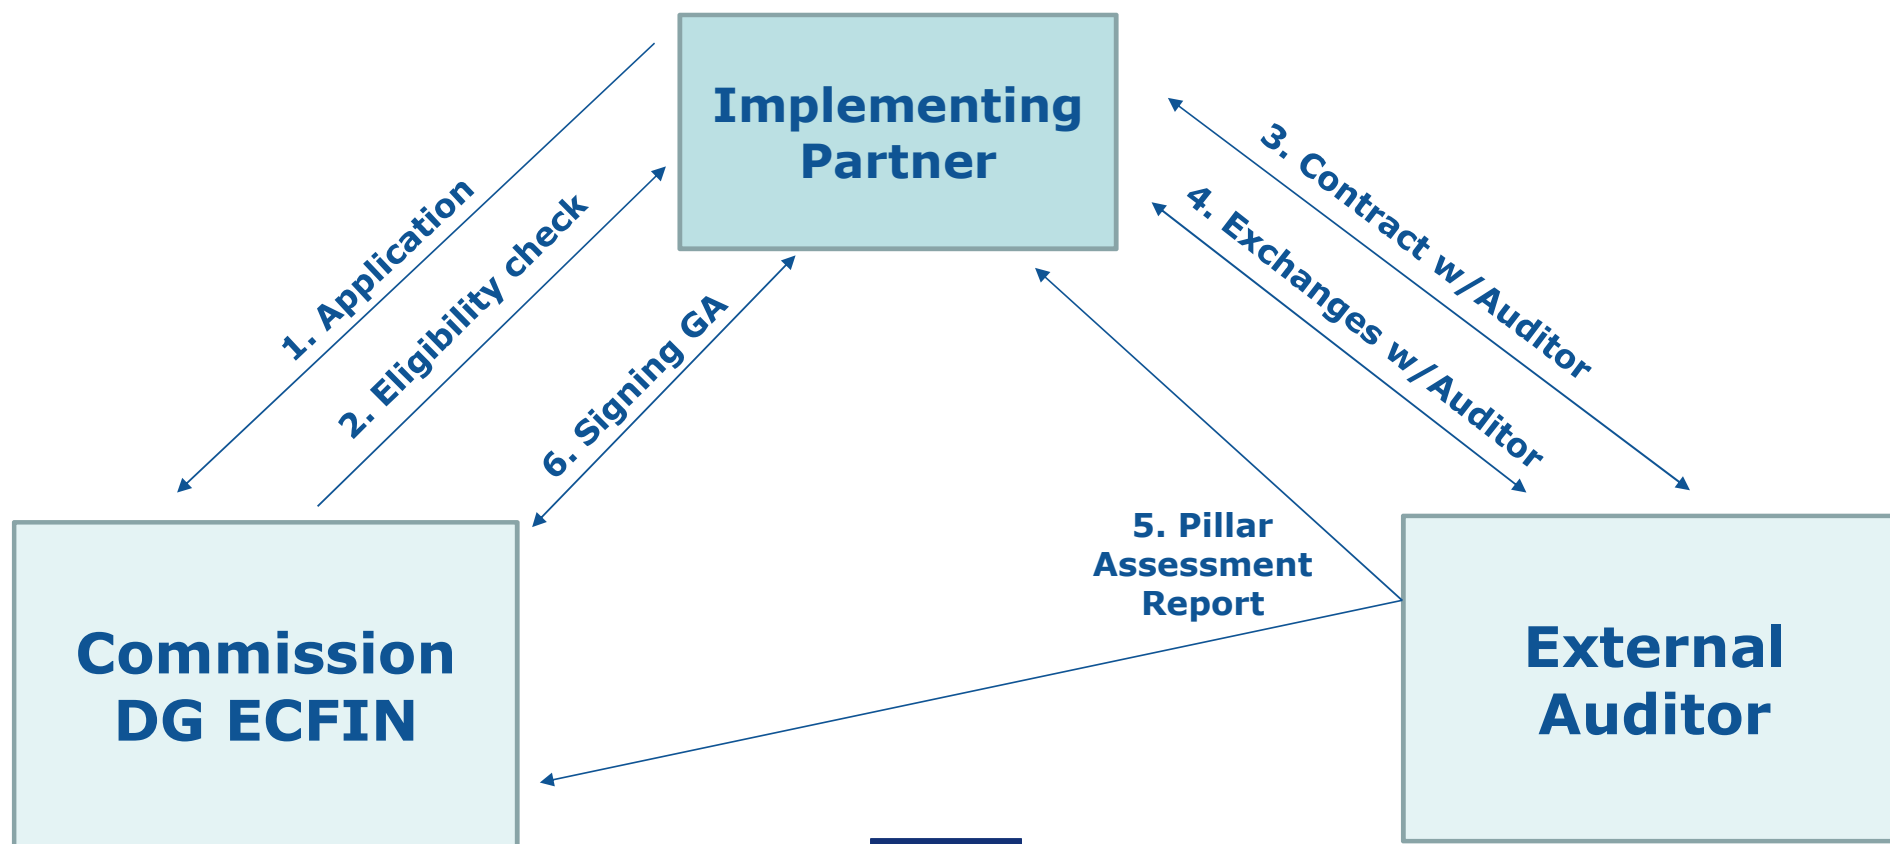 Implementing
Partner
1. Application
2. Eligibility check
6. Signing GA
3. Contract w/Auditor
4. Exchanges w/Auditor
5. Pillar
Assessment
Report
Commission
DG ECFIN
External
Auditor